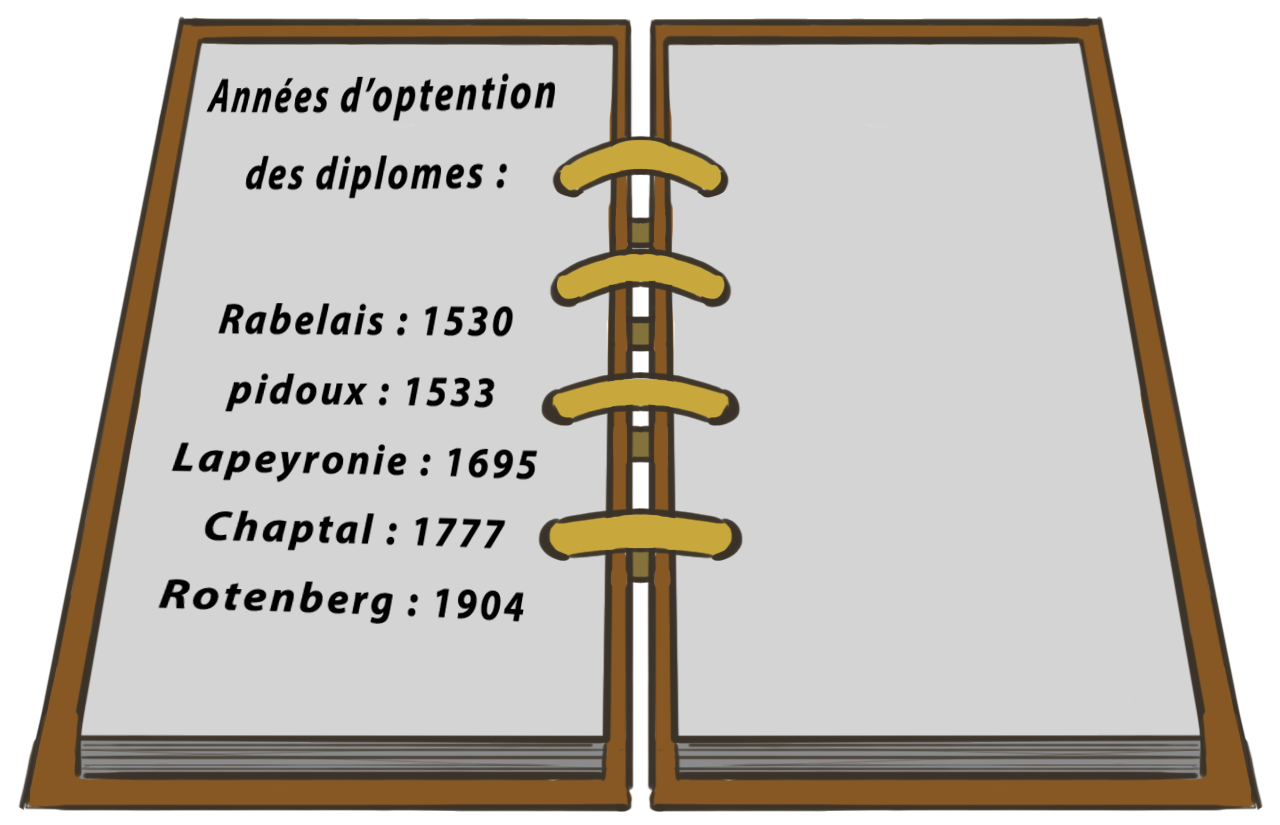 Années d'optention
des diplomes :
Rabelais : 1530
pidoux : 1533
Lapeyronie : 1695
Chaptal : 1777
Rotenberg : 1904